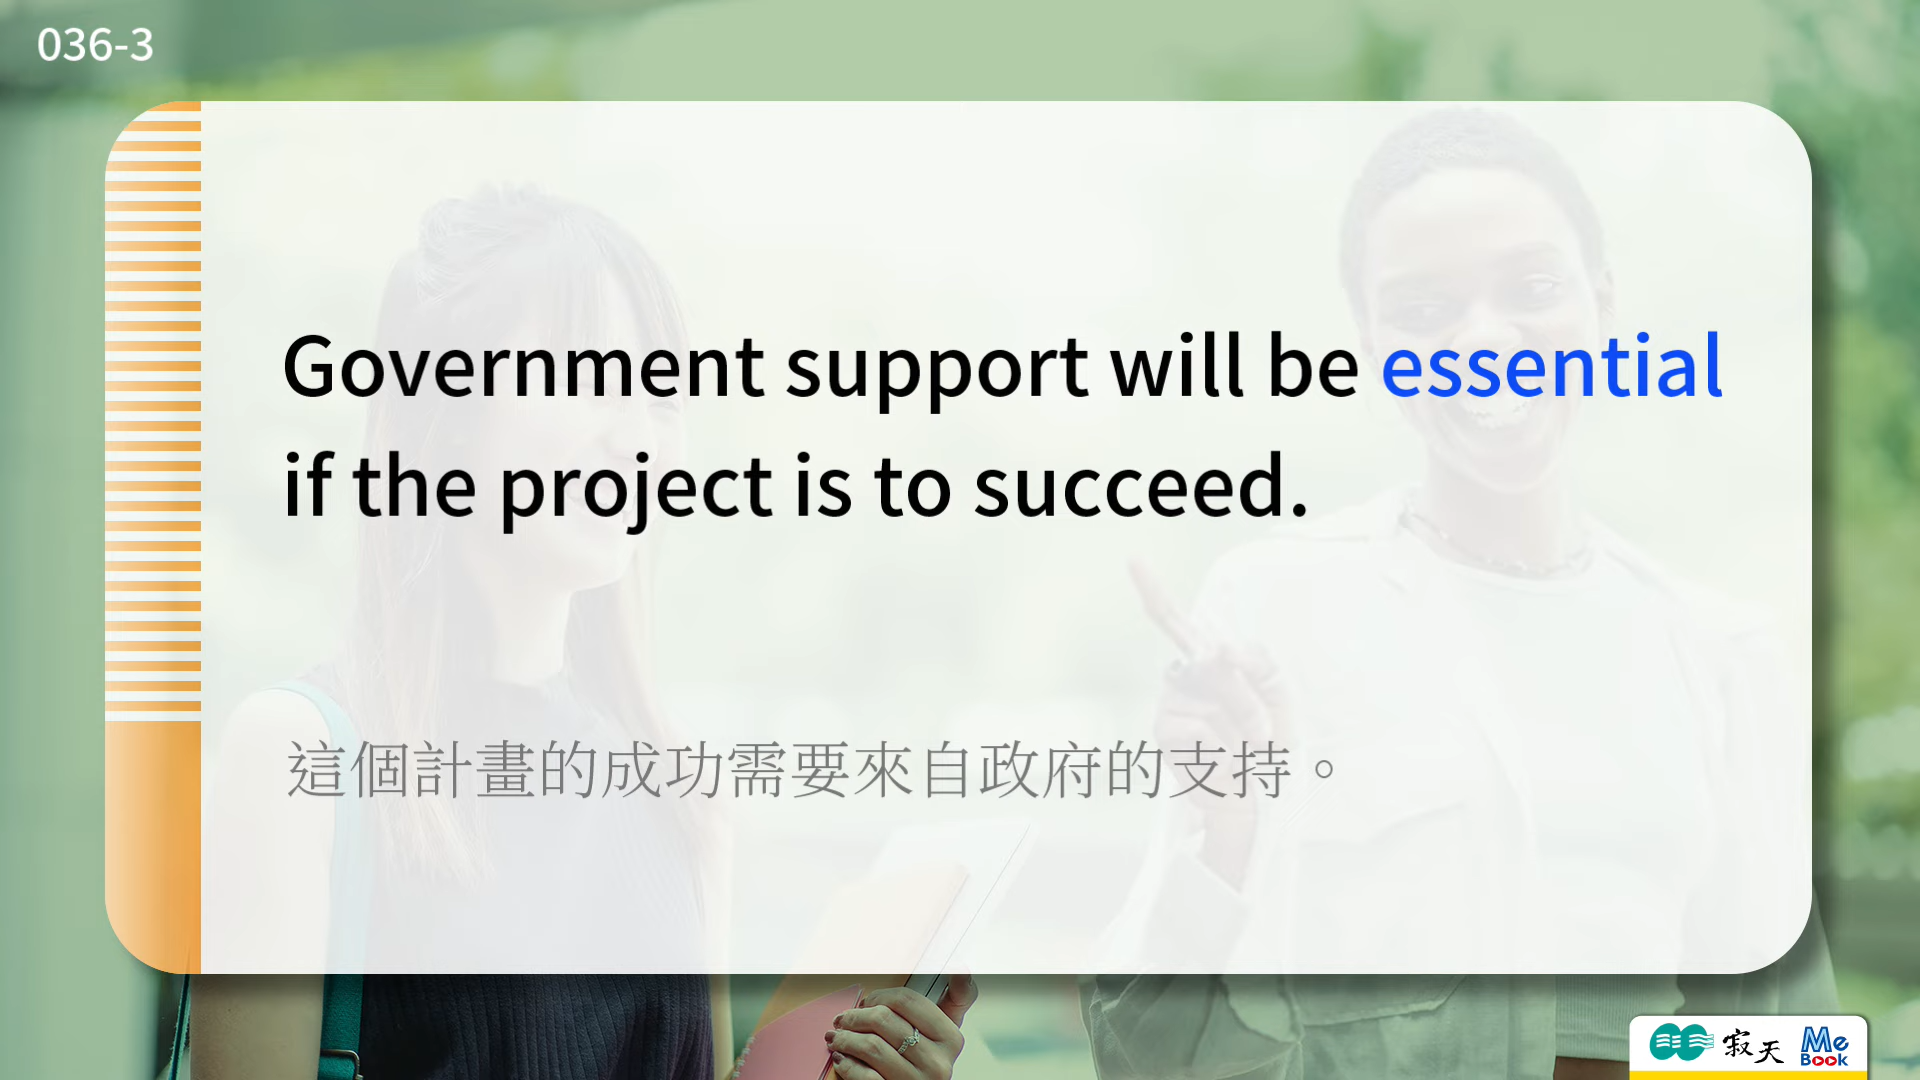 036-3
Government support will be essential
if the project is to succeed.
這個計畫的成功需要來自政府的支持。
寂天 Me Book